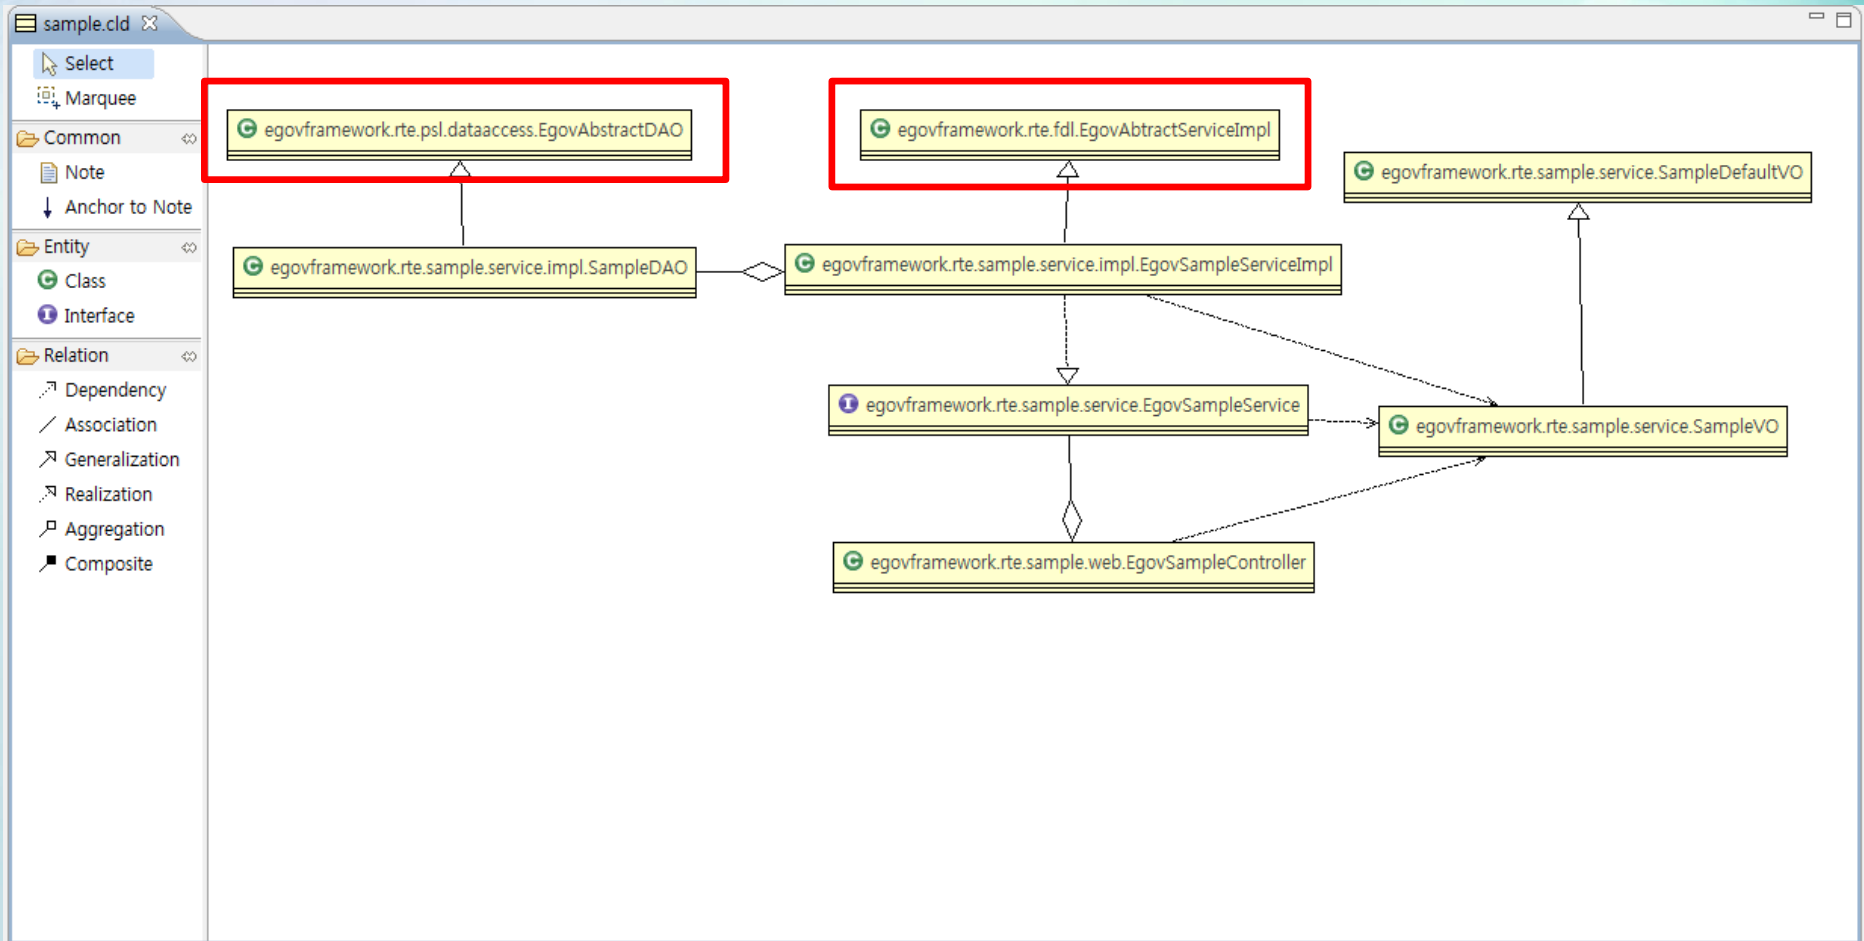 sample.cld
Select
Marquee
Common
Note
Anchor to Note
Entity
Class
Interface
Relation
Dependency
Association
Generalization
Realization
Aggregation
Composite
egovframework.rte.psl.dataaccess.EgovAbstractDAO
egovframework.rte.fdl.EgovAbtractServiceImpl
egovframework.rte.sample.service.SampleDefaultVO
egovframework.rte.sample.service.impl.SampleDAO
egovframework.rte.sample.service.impl.EgovSampleServiceImpl
egovframework.rte.sample.service.EgovSampleService
egovframework.rte.sample.service.SampleVO
egovframework.rte.sample.web.EgovSampleController